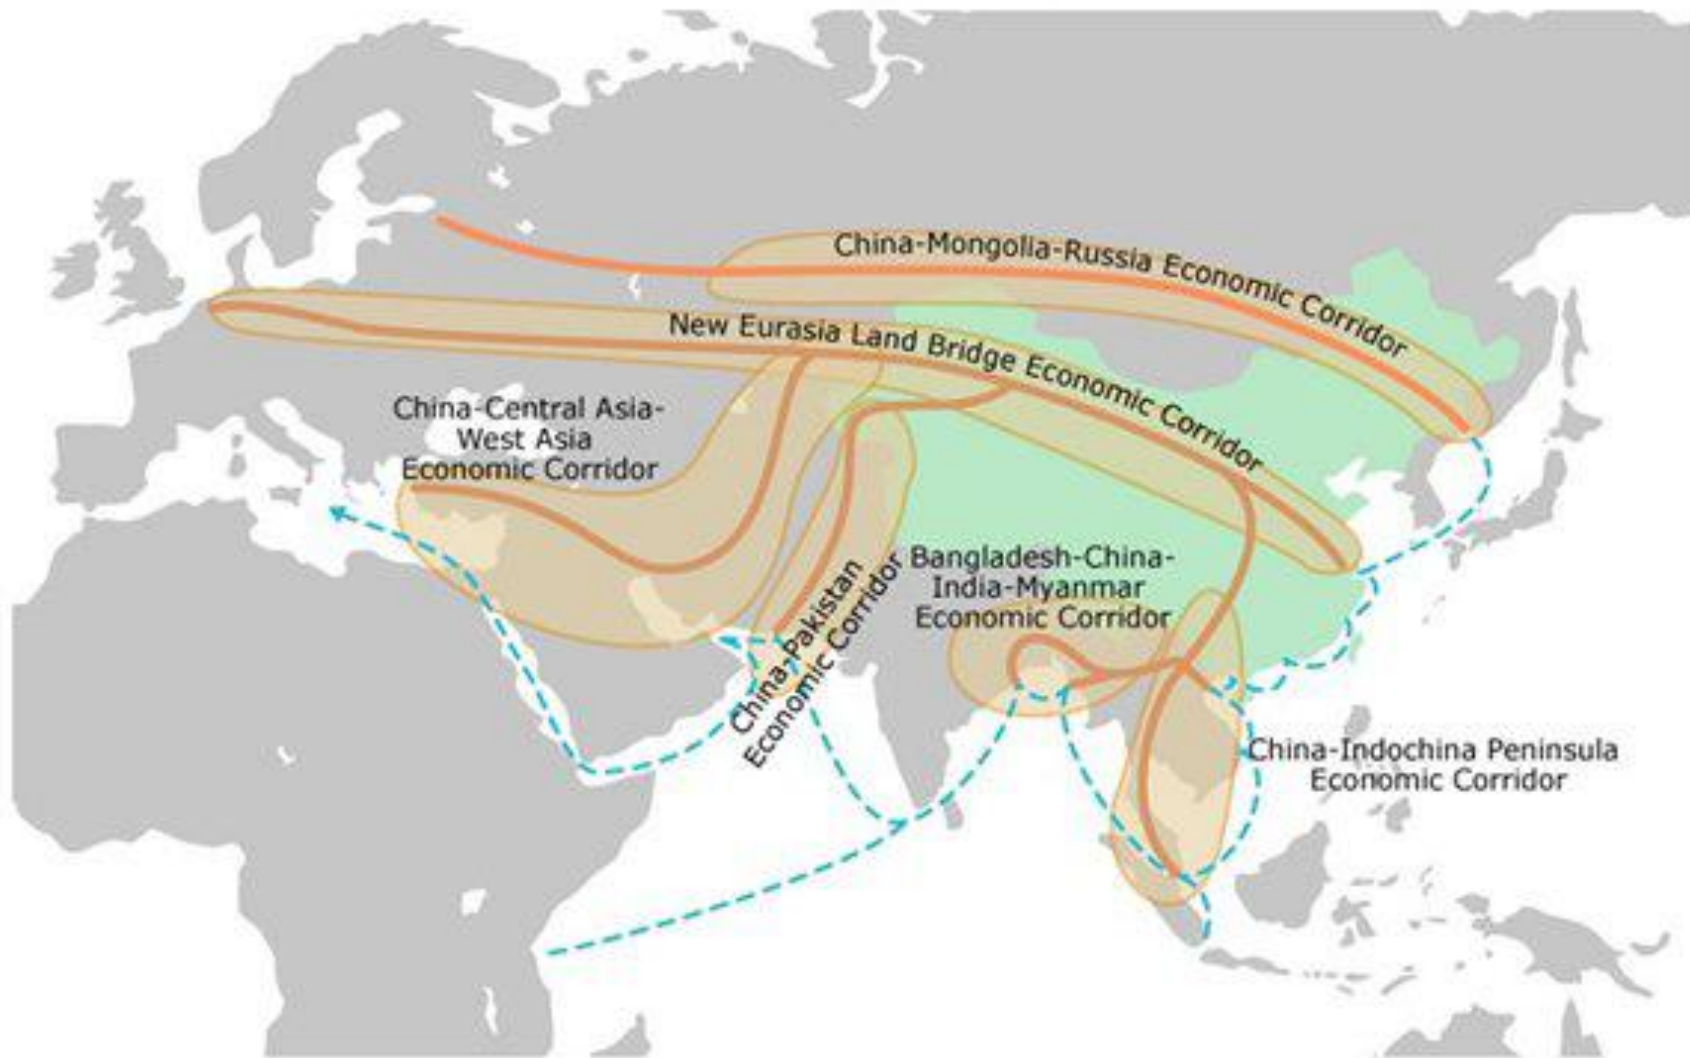 China-Mongolia-Russia Economic Corridor
New Eurasia Land Bridge Economic Corridor
China-Central Asia-
West Asia
Economic Corridor
China-Pakistan
Economic Corridor
Bangladesh-China-
India-Myanmar
Economic Corridor
China-Indochina Peninsula
Economic Corridor